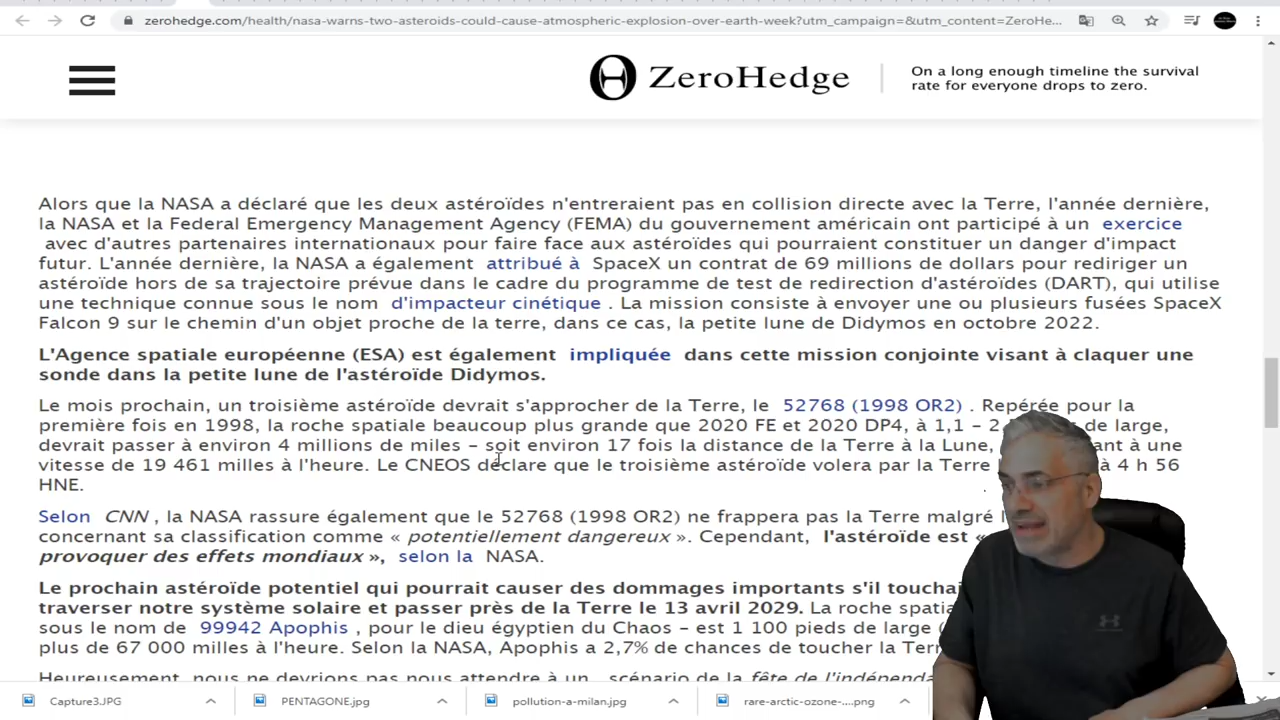 zerohedge.com/health/nasa-warns-two-asteroids-could-cause-atmospheric-explosion-over-earth-week?utm_campaign=&utm_content=ZeroHe...
ZeroHedge
On a long enough timeline the survival
rate for everyone drops to zero.
Alors que la NASA a déclaré que les deux astéroïdes n'entreraient pas en collision directe avec la Terre, l'année dernière,
la NASA et la Federal Emergency Management Agency (FEMA) du gouvernement américain ont participé à un exercice
avec d'autres partenaires internationaux pour faire face aux astéroïdes qui pourraient constituer un danger d'impact
futur. L'année dernière, la NASA a également attribué à SpaceX un contrat de 69 millions de dollars pour rediriger un
astéroïde hors de sa trajectoire prévue dans le cadre du programme de test de redirection d'astéroïdes (DART), qui utilise
une technique connue sous le nom d'impacteur cinétique . La mission consiste à envoyer une ou plusieurs fusées SpaceX
Falcon 9 sur le chemin d'un objet proche de la terre, dans ce cas, la petite lune de Didymos en octobre 2022.
L'Agence spatiale européenne (ESA) est également impliquée dans cette mission conjointe visant à claquer une
sonde dans la petite lune de l'astéroïde Didymos.
Le mois prochain, un troisième astéroïde devrait s'approcher de la Terre, le 52768 (1998 OR2) . Repérée pour la
première fois en 1998, la roche spatiale beaucoup plus grande que 2020 FE et 2020 DP4, à 1,1 – 2 de large,
devrait passer à environ 4 millions de miles – soit environ 17 fois la distance de la Terre à la Lune, à une
vitesse de 19 461 milles à l'heure. Le CNEOS déclare que le troisième astéroïde volera par la Terre à 4 h 56
HNE.
Selon CNN , la NASA rassure également que le 52768 (1998 OR2) ne frappera pas la Terre malgré
concernant sa classification comme « potentiellement dangereux ». Cependant, l'astéroïde est «
provoquer des effets mondiaux », selon la NASA.
Le prochain astéroïde potentiel qui pourrait causer des dommages importants s'il
traverser notre système solaire et passer près de la Terre le 13 avril 2029. La roche
sous le nom de 99942 Apophis , pour le dieu égyptien du Chaos – est 1 100 pieds de large
plus de 67 000 milles à l'heure. Selon la NASA, Apophis a 2,7% de chances de toucher la
Heureusement, nous ne devrions pas nous attendre à un scénario de la fête de
Capture3.JPG
PENTAGONE.jpg
pollution-a-milan.jpg
rare-arctic-ozone-....png